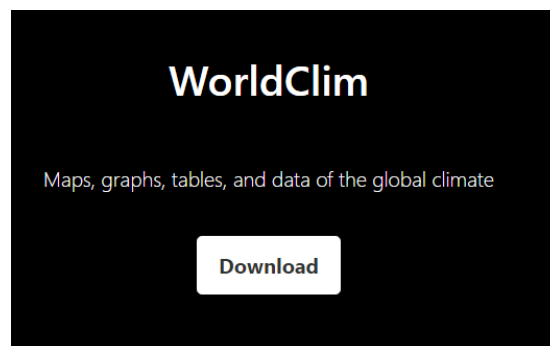 WorldClim
Maps, graphs, tables, and data of the global climate
Download